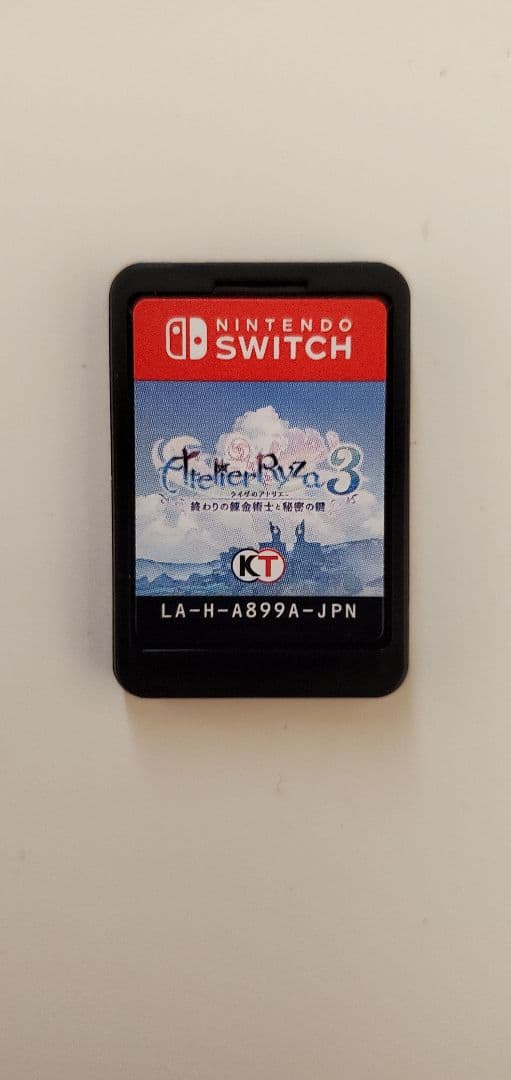 NINTENDO
SWITCH
Atelier Ryza 3
ライザのアトリエ
終わりの錬金術士と秘密の鍵
KT
LA-H-A899A-JPN